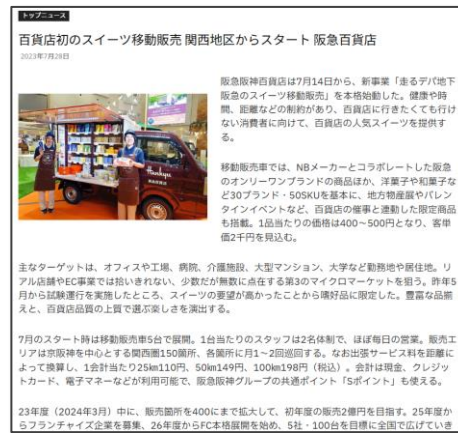 トップニュース
百貨店初のスイーツ移動販売 関西地区からスタート 阪急百貨店
2023年7月28日
阪急阪神百貨店は7月14日から、新事業「走るデパ地下
阪急のスイーツ移動販売」を本格始動した。健康や時
間、距離などの制約があり、百貨店に行きたくても行け
ない消費者に向けて、百貨店の人気スイーツを提供す
る。
移動販売車では、NBメーカーとコラボレートした阪急
のオンリーワンブランドの商品ほか、洋菓子や和菓子な
ど30ブランド・50SKUを基本に、地方物産展やバレン
タインイベントなど、百貨店の催事と連動した限定商品
も搭載。1品当たりの価格は400～500円となり、客単
価2千円を見込む。
主なターゲットは、オフィスや工場、病院、介護施設、大型マンション、大学など勤務地や居住地。リ
アル店舗やEC事業では拾いきれない、少数だが無数に点在する第3のマイクロマーケットを狙う。昨年5
月から試験運行を実施したところ、スイーツの要望が高かったことから嗜好品に限定した。豊富な品揃
えと、百貨店品質の上質で選ぶ楽しさを演出する。
7月のスタート時は移動販売車5台で展開。1台当たりのスタッフは2名体制で、ほぼ毎日の営業。販売エ
リアは京阪神を中心とする関西圏150箇所、各箇所に月1～2回巡回する。なお出張サービス料を距離によ
って換算し、1会計当たり25km110円、50km149円、100km198円（税込）。会計は現金、クレジッ
トカード、電子マネーなどが利用可能で、阪急阪神グループの共通ポイント「Sポイント」も使える。
23年度（2024年3月）中に、販売箇所を400にまで拡大して、初年度の販売2億円を目指す。25年度か
らフランチャイズ企業を募集、26年度からFC本格展開を始め、5社・100台を目標に全国で広げていき